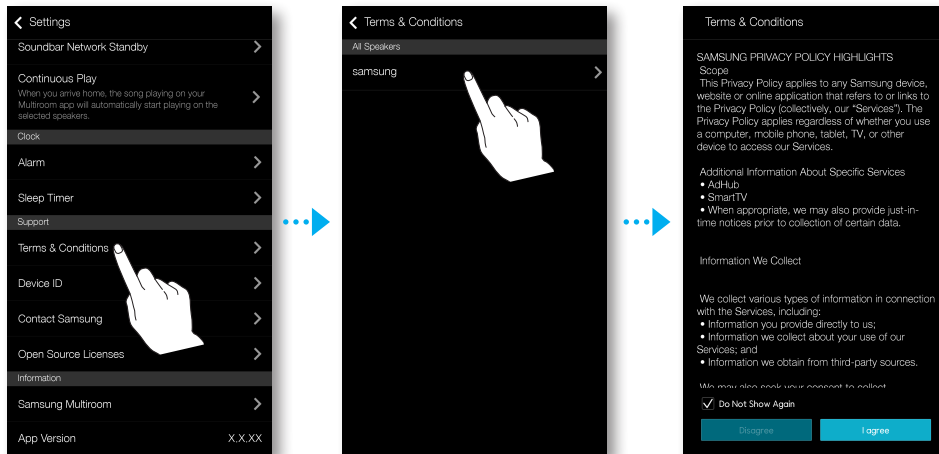 Settings
Soundbar Network Standby
Continuous Play
When you arrive home, the song playing on your
Multiroom app will automatically start playing on the
selected speakers.
Clock
Alarm
Sleep Timer
Support
Terms & Conditions
Device ID
Contact Samsung
Open Source Licenses
Information
Samsung Multiroom
App Version X.X.XX
Terms & Conditions
All Speakers
samsung
Terms & Conditions
SAMSUNG PRIVACY POLICY HIGHLIGHTS
Scope
This Privacy Policy applies to any Samsung device,
website or online application that refers to or links to
the Privacy Policy (collectively, our “Services”). The
Privacy Policy applies regardless of whether you use
a computer, mobile phone, tablet, TV, or other
device to access our Services.
Additional Information About Specific Services
• AdHub
• SmartTV
• When appropriate, we may also provide just-in-
time notices prior to collection of certain data.
Information We Collect
We collect various types of information in connection
with the Services, including:
• Information you provide directly to us;
• Information we collect about your use of our
Services; and
• Information we obtain from third-party sources.
We may also seek your consent to collect
Do Not Show Again
Disagree
I agree